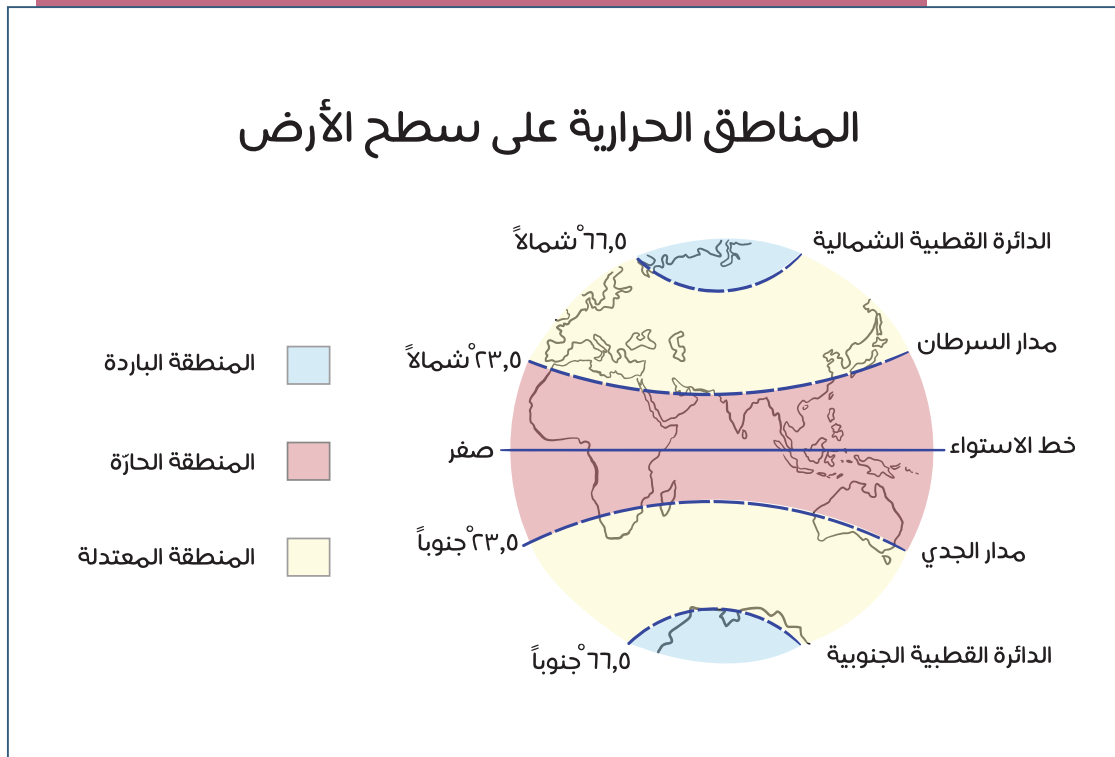 المناطق الحرارية على سطح الأرض
الدائرة القطبية الشمالية
٦٦,٥°شمالاً
مدار السرطان
٢٣,٥°شمالاً
خط الاستواء
صفر
مدار الجدي
٢٣,٥°جنوباً
الدائرة القطبية الجنوبية
٦٦,٥°جنوباً
المنطقة الباردة
المنطقة الحارّة
المنطقة المعتدلة